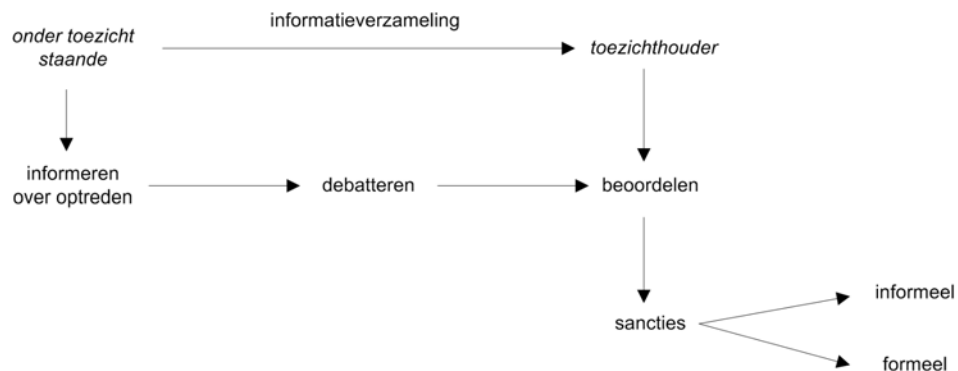 informatieverzameling
onder toezicht
staande
toezichthouder
informeren
over optreden
debatteren
beoordelen
informeel
sancties
formeel